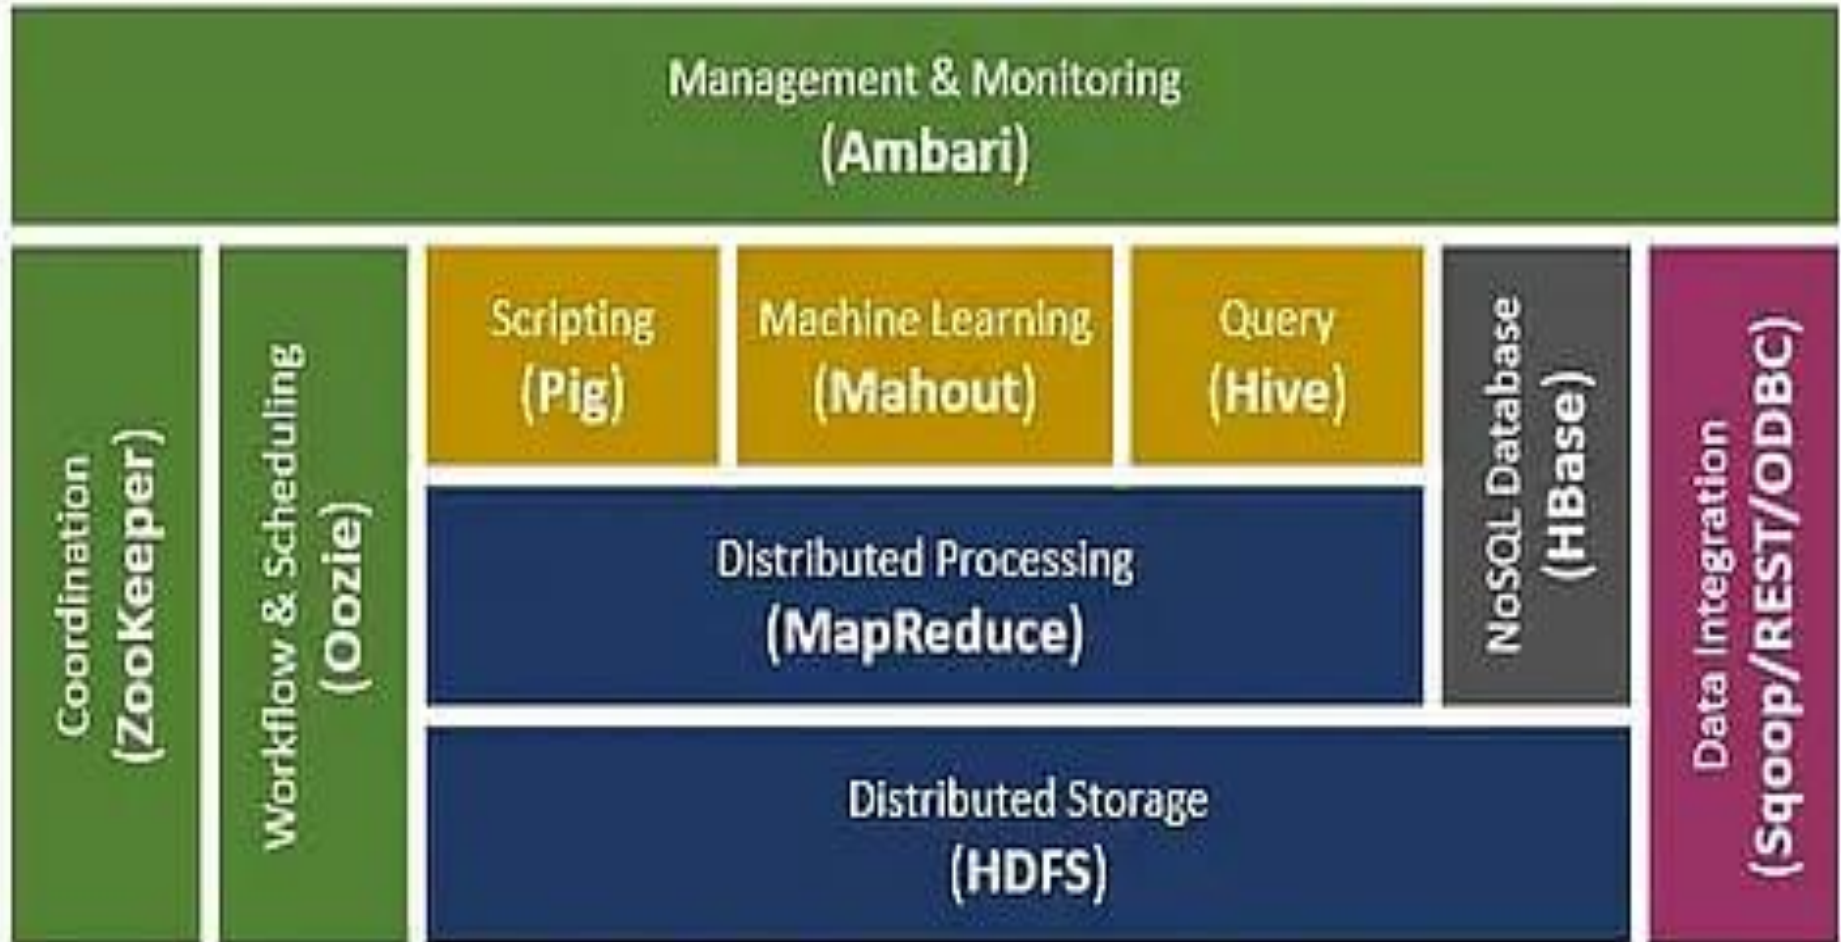 Management & Monitoring
(Ambari)
Coordination
(ZooKeeper)
Workflow & Scheduling
(Oozie)
Scripting
(Pig)
Machine Learning
(Mahout)
Query
(Hive)
NoSQL Database
(HBase)
Data Integration
(Sqoop/REST/ODBC)
Distributed Processing
(MapReduce)
Distributed Storage
(HDFS)